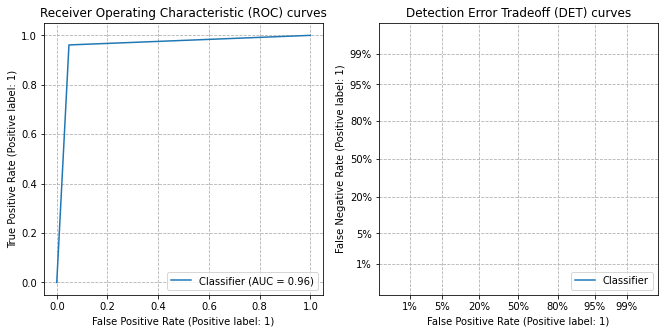 Receiver Operating Characteristic (ROC) curves
True Positive Rate (Positive label: 1)
1.0
0.8
0.6
0.4
0.2
0.0
Classifier (AUC = 0.96)
0.0 0.2 0.4 0.6 0.8 1.0
False Positive Rate (Positive label: 1)
Detection Error Tradeoff (DET) curves
False Negative Rate (Positive label: 1)
99%
95%
80%
50%
20%
5%
1%
Classifier
1% 5% 20% 50% 80% 95% 99%
False Positive Rate (Positive label: 1)